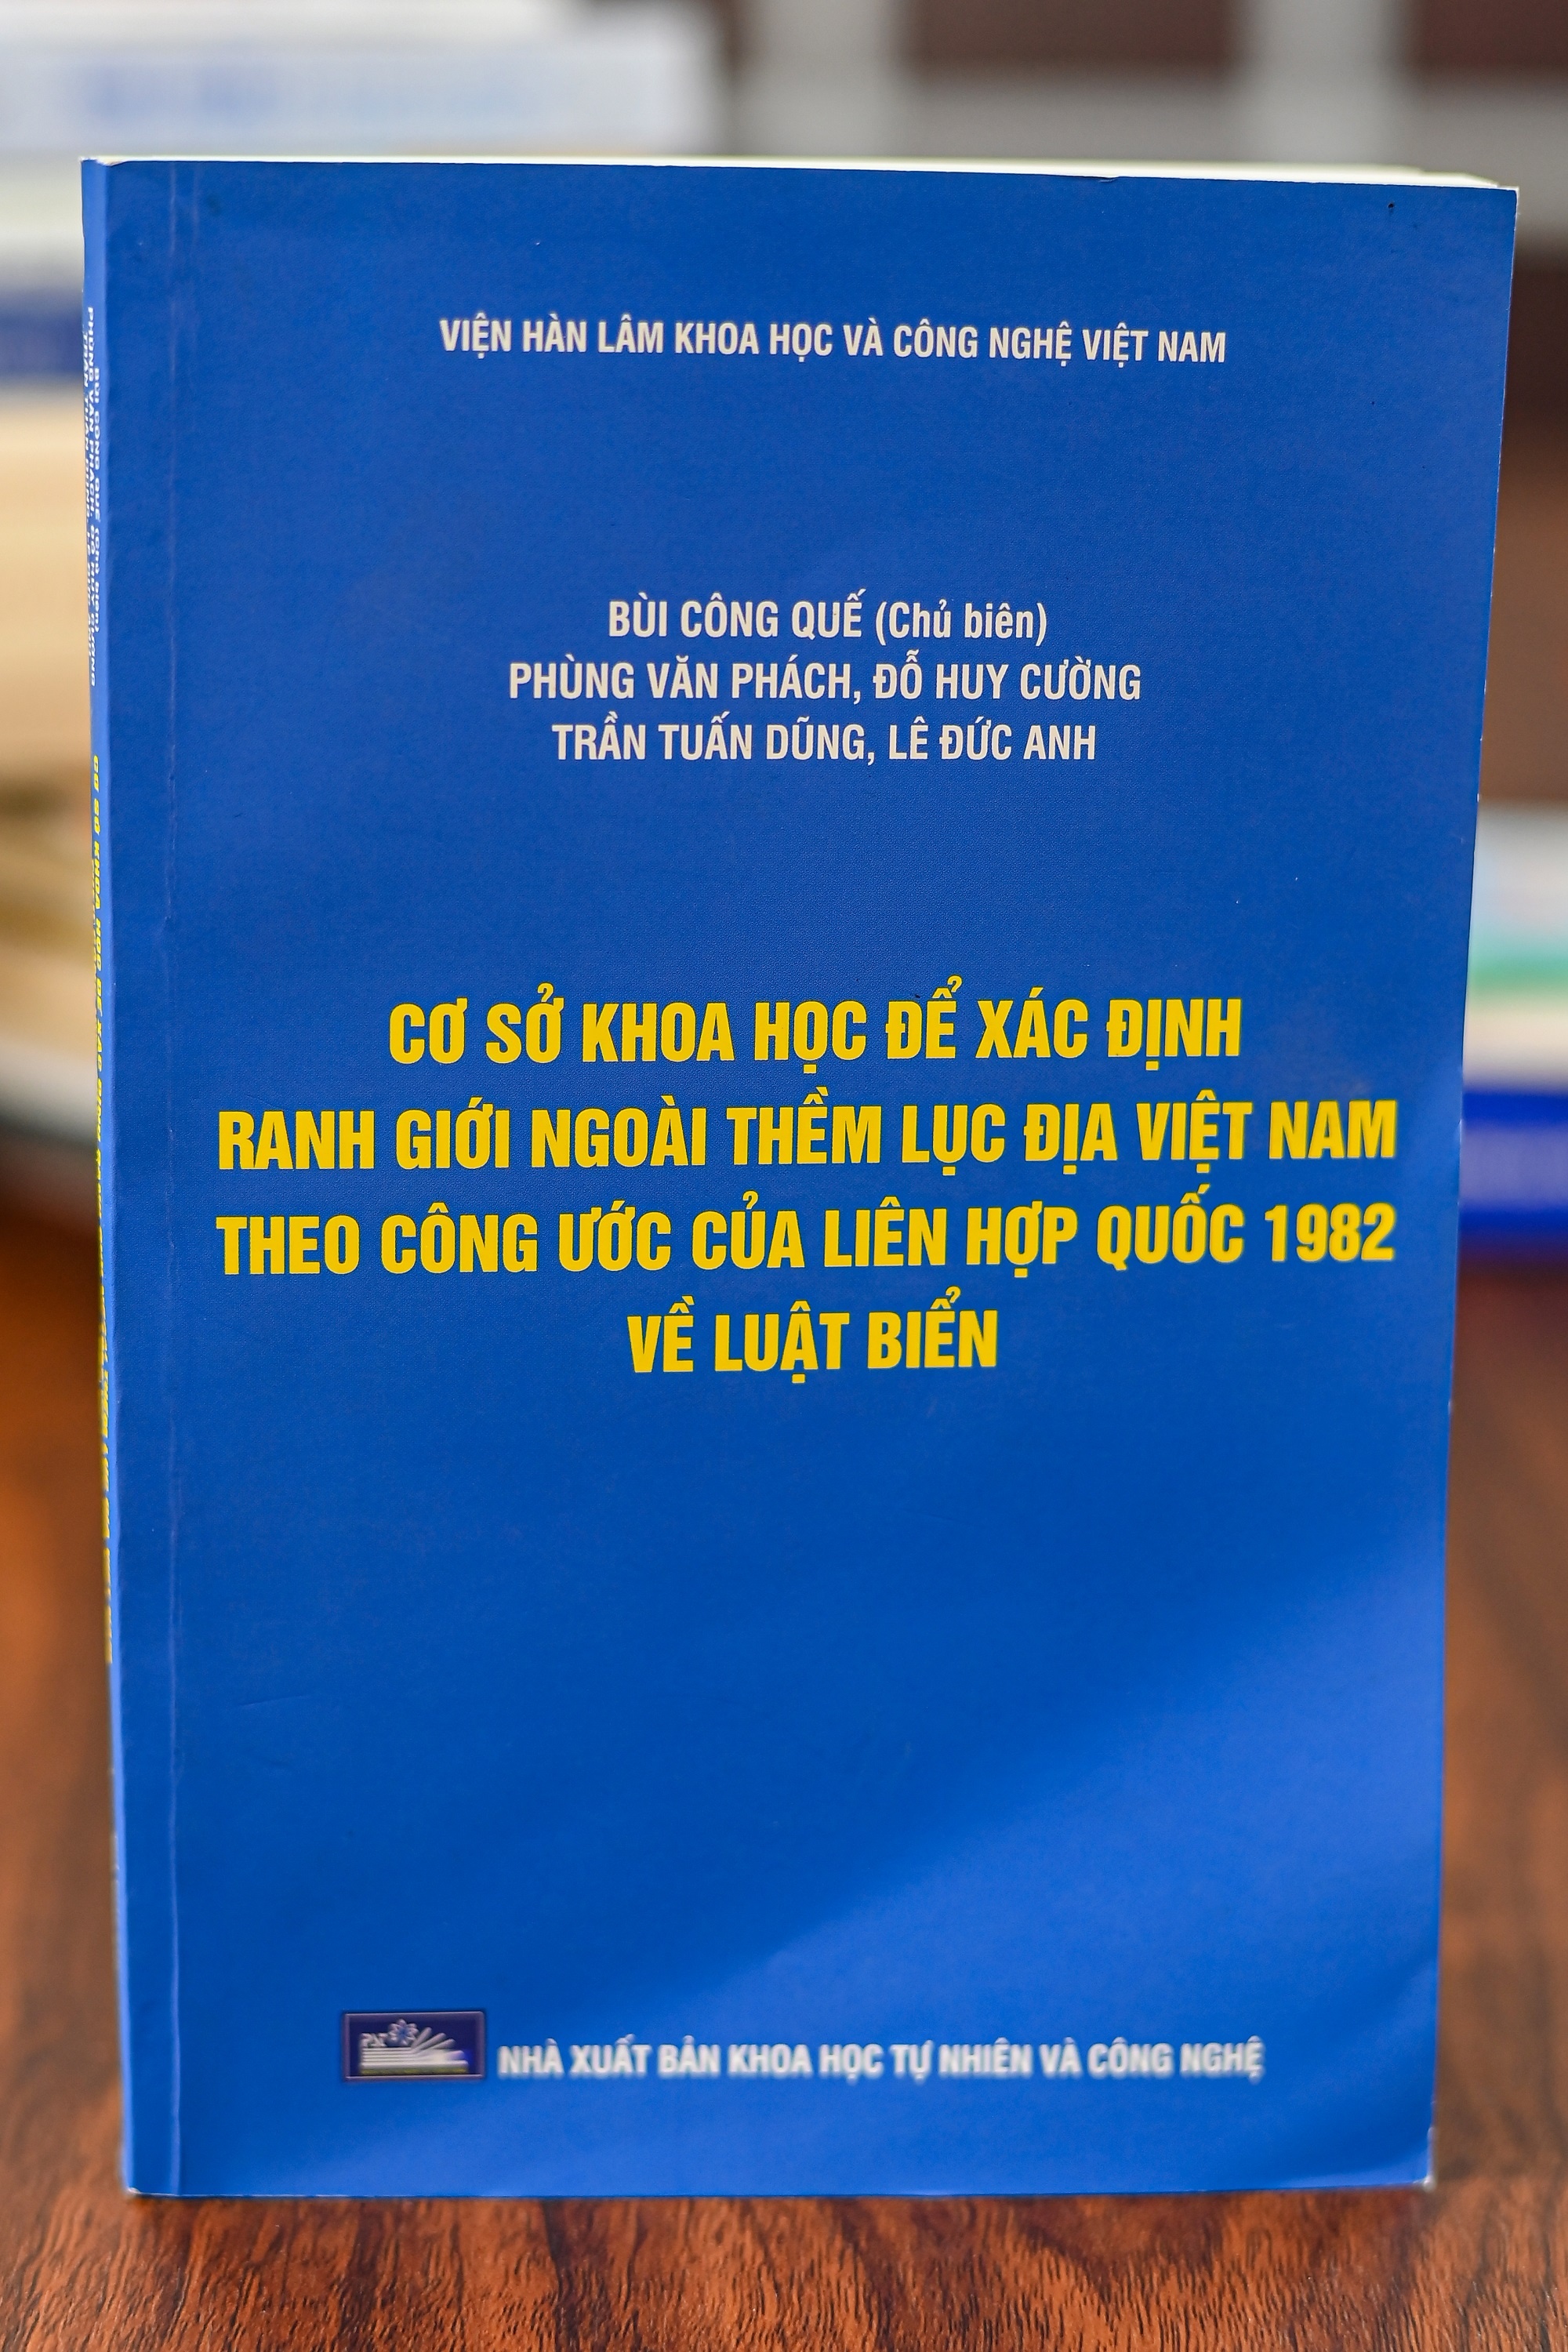 VIỆN HÀN LÂM KHOA HỌC VÀ CÔNG NGHỆ VIỆT NAM
BÙI CÔNG QUẾ (Chủ biên)
PHÙNG VĂN PHÁCH, ĐỖ HUY CƯỜNG
TRẦN TUẤN DŨNG, LÊ ĐỨC ANH
CƠ SỞ KHOA HỌC ĐỂ XÁC ĐỊNH
RANH GIỚI NGOÀI THỀM LỤC ĐỊA VIỆT NAM
THEO CÔNG ƯỚC CỦA LIÊN HỢP QUỐC 1982
VỀ LUẬT BIỂN
NHÀ XUẤT BẢN KHOA HỌC TỰ NHIÊN VÀ CÔNG NGHỆ